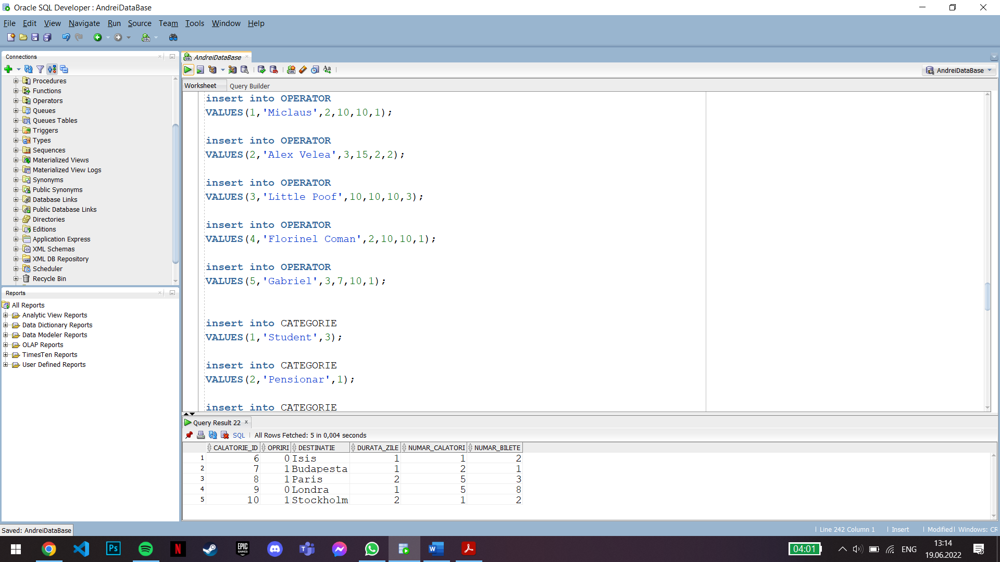 Oracle SQL Developer : AndreiDataBase
File Edit View Navigate Run Source Team Tools Window Help
Connections
Procedures
Functions
Operators
Queues
Queues Tables
Triggers
Types
Sequences
Materialized Views
Materialized View Logs
Synonyms
Public Synonyms
Database Links
Public Database Links
Directories
Editions
Application Express
XML Schemas
XML DB Repository
Scheduler
Recycle Bin
Reports
All Reports
Analytic View Reports
Data Dictionary Reports
Data Modeler Reports
OLAP Reports
TimesTen Reports
User Defined Reports
AndreiDataBase
AndreiDataBase
Worksheet Query Builder
insert into OPERATOR
VALUES(1,'Miclaus',2,10,10,1);
insert into OPERATOR
VALUES(2,'Alex Velea',3,15,2,2);
insert into OPERATOR
VALUES(3,'Little Poof',10,10,10,3);
insert into OPERATOR
VALUES(4,'Florinel Coman',2,10,10,1);
insert into OPERATOR
VALUES(5,'Gabriel',3,7,10,1);
insert into CATEGORIE
VALUES(1,'Student',3);
insert into CATEGORIE
VALUES(2,'Pensionar',1);
insert into CATEGORIE
Query Result 22
SQL All Rows Fetched: 5 in 0,004 seconds
CALATORIE_ID OPRIRI DESTINATIE DURATA_ZILE NUMAR_CALATORI NUMAR_BILETE
1 6 0 Isis 1 1 2
2 7 1 Budapesta 1 2 1
3 8 1 Paris 2 5 3
4 9 0 Londra 1 5 8
5 10 1 Stockholm 2 1 2
Saved: AndreiDataBase
Line 242 Column 1 Insert Modified Windows: CR
04:01 ENG 13:14
19.06.2022